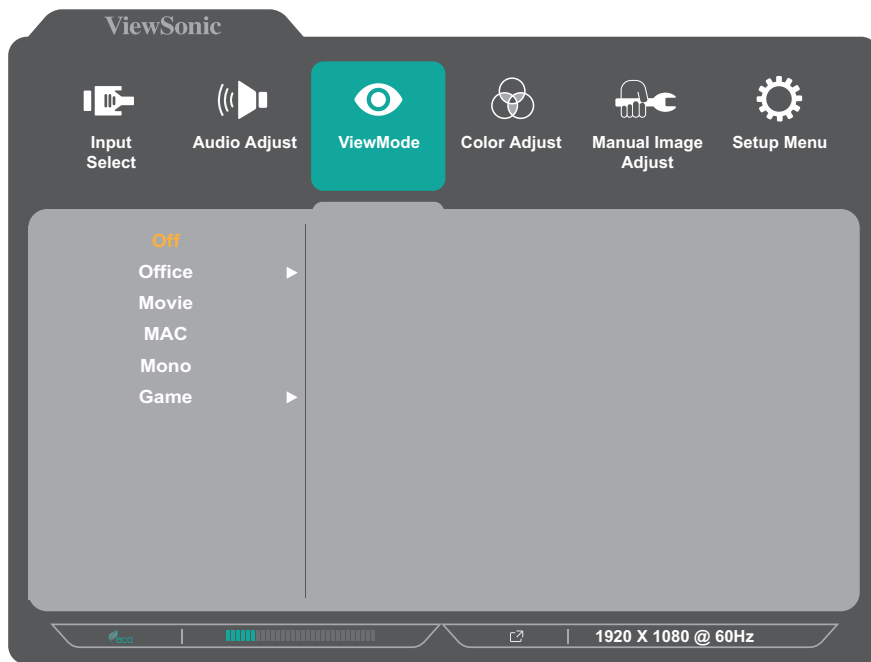 ViewSonic
Input
Select
Audio Adjust
ViewMode
Color Adjust
Manual Image
Adjust
Setup Menu
Off
Office
Movie
MAC
Mono
Game
eco
1920 X 1080 @ 60Hz